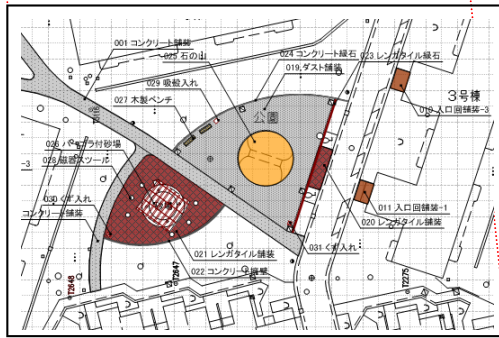 001 コンクリート舗装
025 石の山
024 コンクリート縁石
023 レンガタイル縁石
019 ダスト舗装
029 吸殻入れ
027 木製ベンチ
公園
3号棟
010 入口回舗装-3
026 パーゴラ付砂場
028 磁器スツール
030 くず入れ
コンクリート舗装
011 入口回舗装-1
020 レンガタイル舗装
021 レンガタイル舗装
031 くず入れ
022 コンクリート
T2648
T2647
T2275